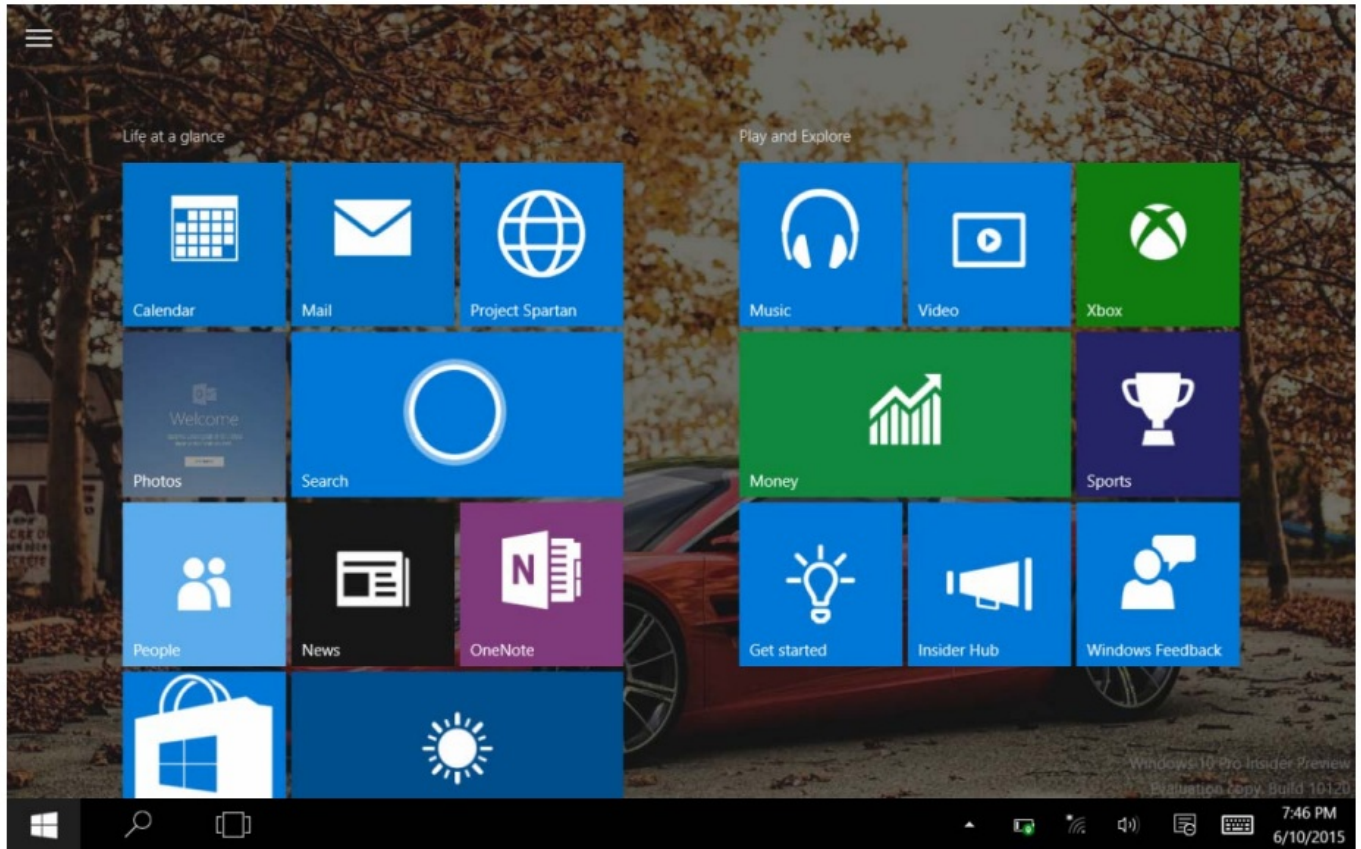 Life at a glance
Play and Explore
Calendar
Mail
Project Spartan
Music
Video
Xbox
Welcome
Photos
Search
Money
Sports
N
People
News
OneNote
Get started
Insider Hub
Windows Feedback
Windows 10 Pro Insider Preview
Evaluation copy. Build 10120
7:46 PM
6/10/2015